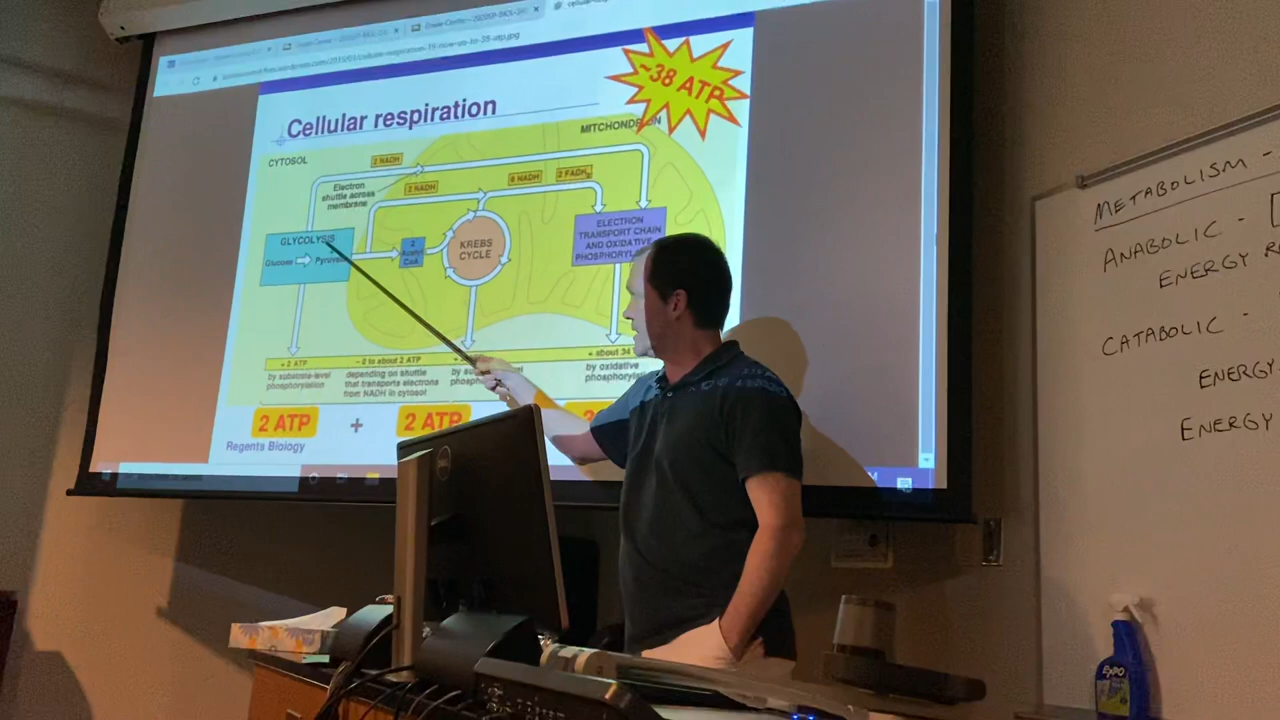 ~38 ATP
Cellular respiration
MITCHONDRION
CYTOSOL
2 NADH
Electron
shuttle across
membrane
2 NADH
6 NADH
2 FADH2
GLYCOLYSIS
Glucose
Pyruvate
2
Acetyl
CoA
KREBS
CYCLE
ELECTRON
TRANSPORT CHAIN
AND OXIDATIVE
+ 2 ATP
by substrate-level
phosphorylation
– 0 to about 2 ATP
depending on shuttle
that transports electrons
from NADH in cytosol
+ about 34
by oxidative
2 ATP + 2 ATP
Regents Biology
METABOLISM -
ANABOLIC -
ENERGY
CATABOLIC -
ENERGY
ENERGY
EXPO